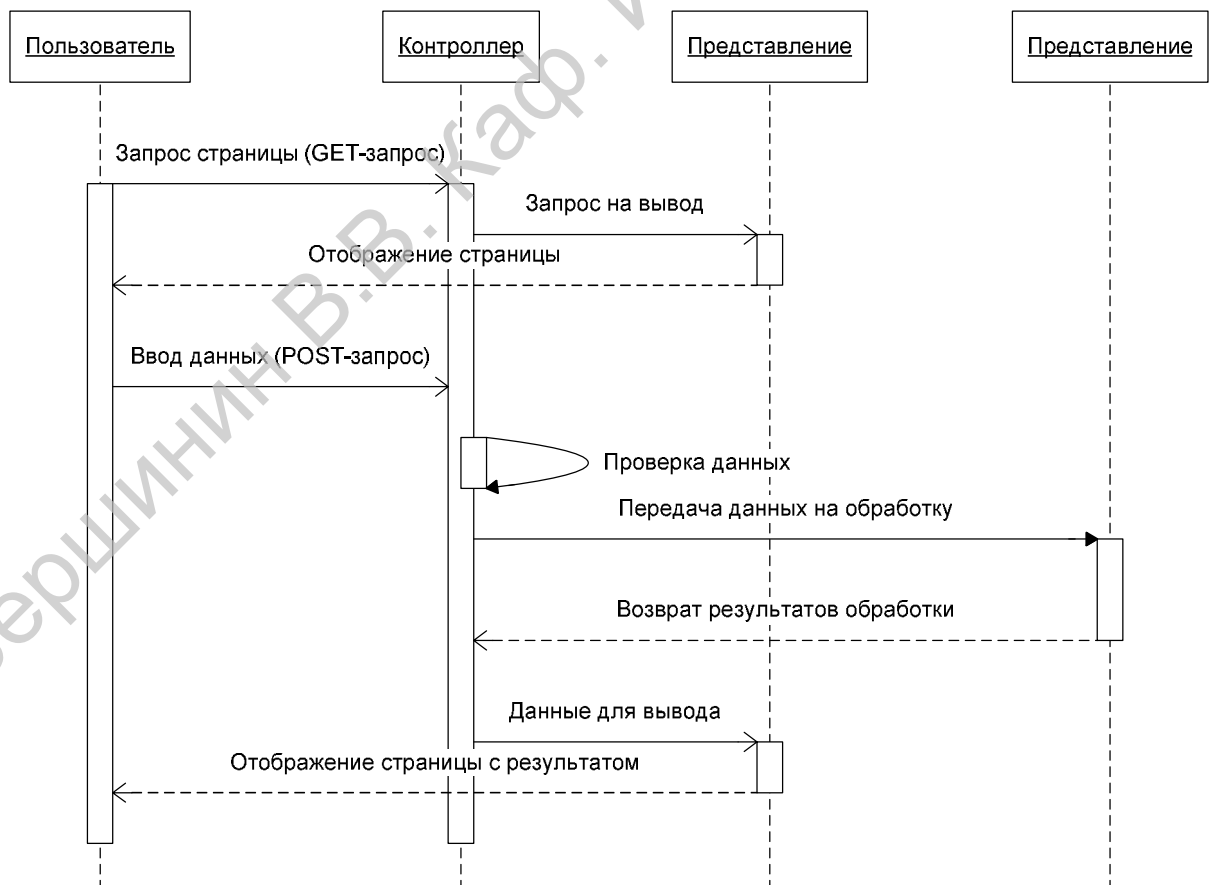 Пользователь
Контроллер
Представление
Представление
Запрос страницы (GET-запрос)
Запрос на вывод
Отображение страницы
Ввод данных (POST-запрос)
Проверка данных
Передача данных на обработку
Возврат результатов обработки
Данные для вывода
Отображение страницы с результатом
В.В. Каф.